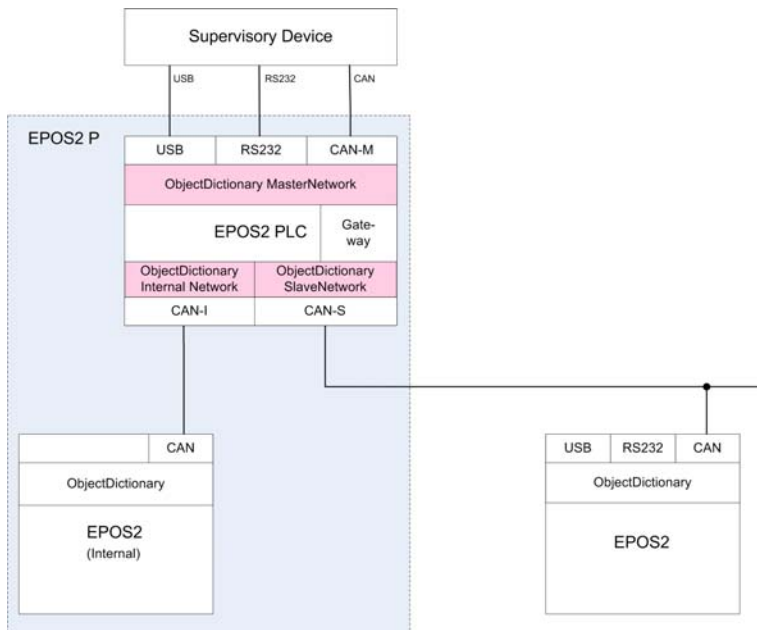 Supervisory Device
USB
RS232
CAN
EPOS2 P
USB
RS232
CAN-M
ObjectDictionary MasterNetwork
EPOS2 PLC
Gate-
way
ObjectDictionary
Internal Network
ObjectDictionary
SlaveNetwork
CAN-I
CAN-S
CAN
ObjectDictionary
EPOS2
(Internal)
USB
RS232
CAN
ObjectDictionary
EPOS2